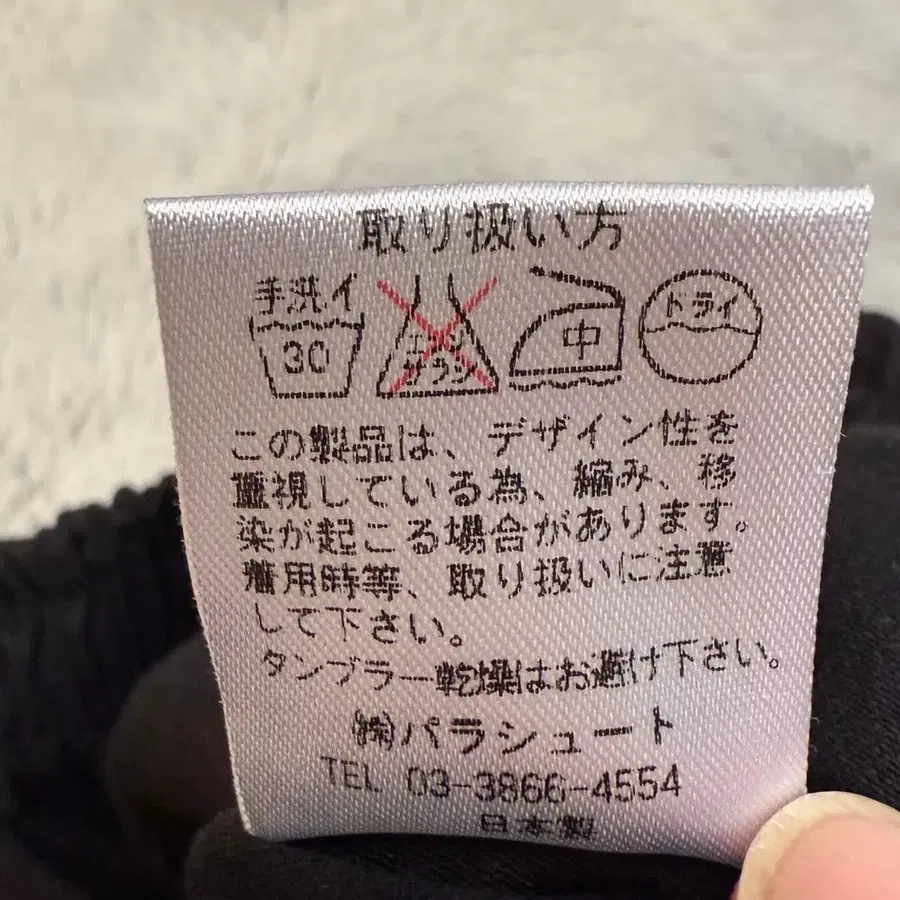 取り扱い方
手洗イ
30
エンソ
サラシ
中
ドライ
この製品は、デザイン性を
重視している為、縮み、移
染が起こる場合があります。
着用時等、取り扱いに注意
して下さい。
タンブラー乾燥はお避け下さい。
㈱パラシュート
TEL 03-3866-4554
日本製